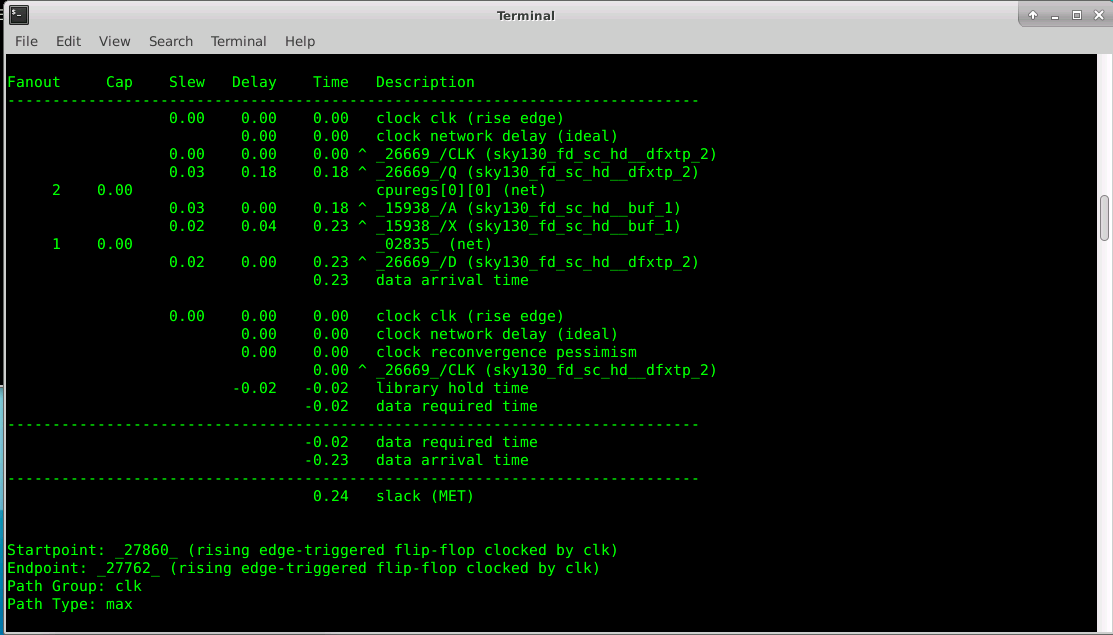 Terminal
File Edit View Search Terminal Help
Fanout Cap Slew Delay Time Description
-----------------------------------------------------------------------------
0.00 0.00 0.00 clock clk (rise edge)
0.00 0.00 clock network delay (ideal)
0.00 0.00 0.00 ^ _26669_/CLK (sky130_fd_sc_hd__dfxtp_2)
0.03 0.18 0.18 ^ _26669_/Q (sky130_fd_sc_hd__dfxtp_2)
2 0.00 cpuregs[0][0] (net)
0.03 0.00 0.18 ^ _15938_/A (sky130_fd_sc_hd__buf_1)
0.02 0.04 0.23 ^ _15938_/X (sky130_fd_sc_hd__buf_1)
1 0.00 _02835_ (net)
0.02 0.00 0.23 ^ _26669_/D (sky130_fd_sc_hd__dfxtp_2)
0.23 data arrival time
0.00 0.00 0.00 clock clk (rise edge)
0.00 0.00 clock network delay (ideal)
0.00 0.00 clock reconvergence pessimism
0.00 ^ _26669_/CLK (sky130_fd_sc_hd__dfxtp_2)
-0.02 -0.02 library hold time
-0.02 data required time
-----------------------------------------------------------------------------
-0.02 data required time
-0.23 data arrival time
-----------------------------------------------------------------------------
0.24 slack (MET)
Startpoint: _27860_ (rising edge-triggered flip-flop clocked by clk)
Endpoint: _27762_ (rising edge-triggered flip-flop clocked by clk)
Path Group: clk
Path Type: max